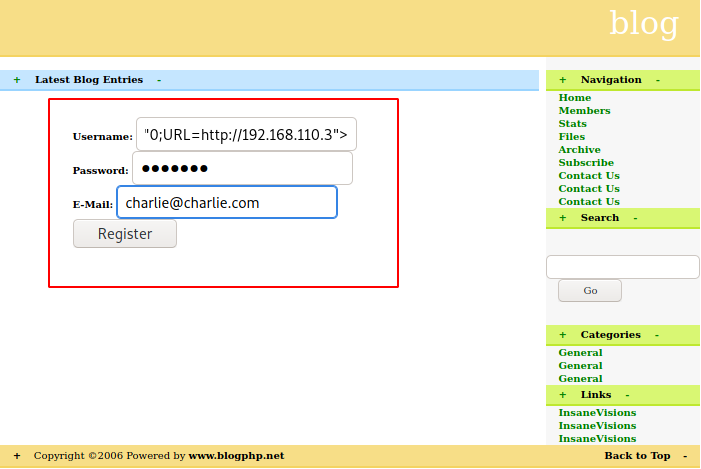 blog
+ Latest Blog Entries -
Username: "0;URL=http://192.168.110.3">
Password: ●●●●●●●
E-Mail: charlie@charlie.com
Register
+ Navigation -
Home
Members
Stats
Files
Archive
Subscribe
Contact Us
Contact Us
Contact Us
+ Search -
Go
+ Categories -
General
General
General
+ Links -
InsaneVisions
InsaneVisions
InsaneVisions
+ Copyright ©2006 Powered by www.blogphp.net Back to Top -